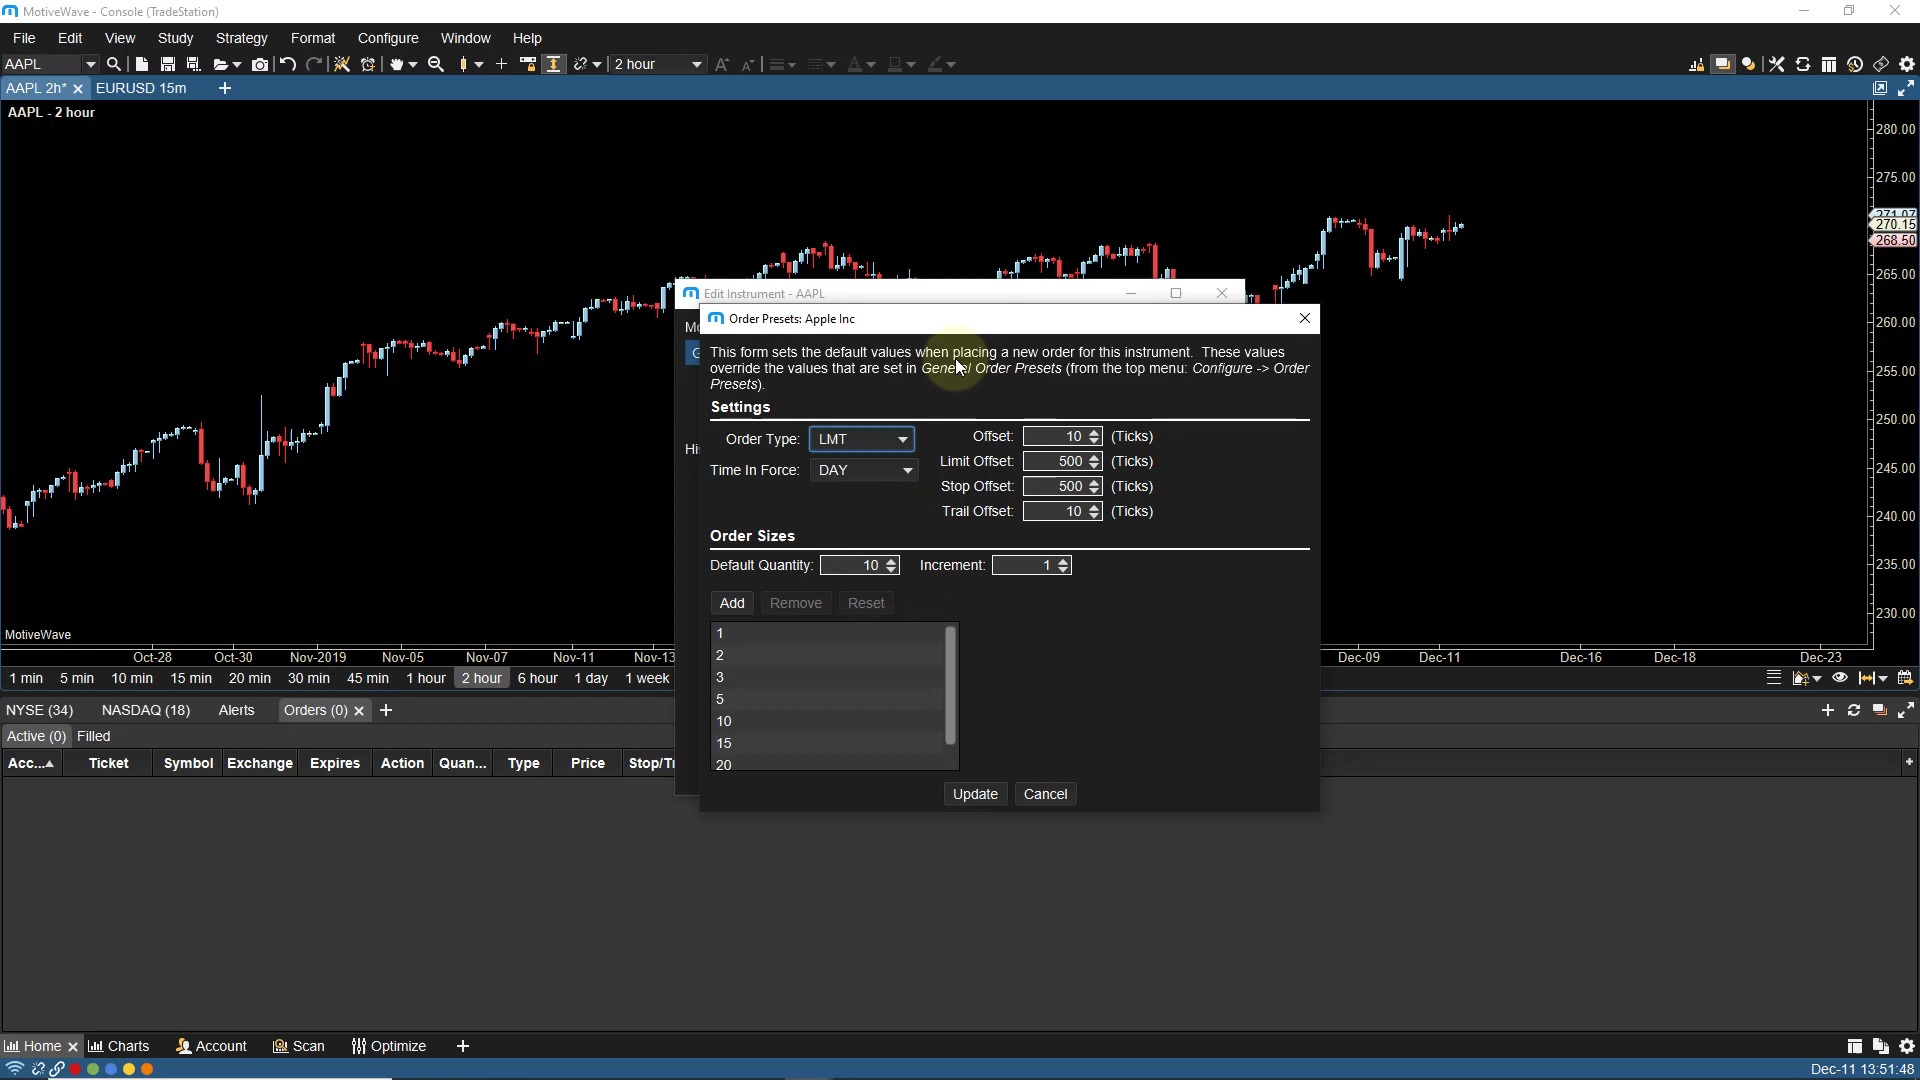 MotiveWave - Console (TradeStation)
File Edit View Study Strategy Format Configure Window Help
AAPL 2 hour
AAPL 2h* EURUSD 15m
AAPL - 2 hour
280.00
275.00
271.07
270.15
268.50
265.00
260.00
255.00
250.00
245.00
240.00
235.00
230.00
Edit Instrument - AAPL
Order Presets: Apple Inc
This form sets the default values when placing a new order for this instrument. These values
override the values that are set in General Order Presets (from the top menu: Configure -> Order
Presets).
Settings
Order Type: LMT Offset: 10 (Ticks)
Limit Offset: 500 (Ticks)
Time In Force: DAY
Stop Offset: 500 (Ticks)
Trail Offset: 10 (Ticks)
Order Sizes
Default Quantity: 10 Increment: 1
Add Remove Reset
1
2
3
5
10
15
20
Update Cancel
MotiveWave
Oct-28 Oct-30 Nov-2019 Nov-05 Nov-07 Nov-11 Nov-13 Dec-09 Dec-11 Dec-16 Dec-18 Dec-23
1 min 5 min 10 min 15 min 20 min 30 min 45 min 1 hour 2 hour 6 hour 1 day 1 week
NYSE (34) NASDAQ (18) Alerts Orders (0)
Active (0) Filled
Acc... Ticket Symbol Exchange Expires Action Quan... Type Price Stop/Tr
Home Charts Account Scan Optimize
Dec-11 13:51:48